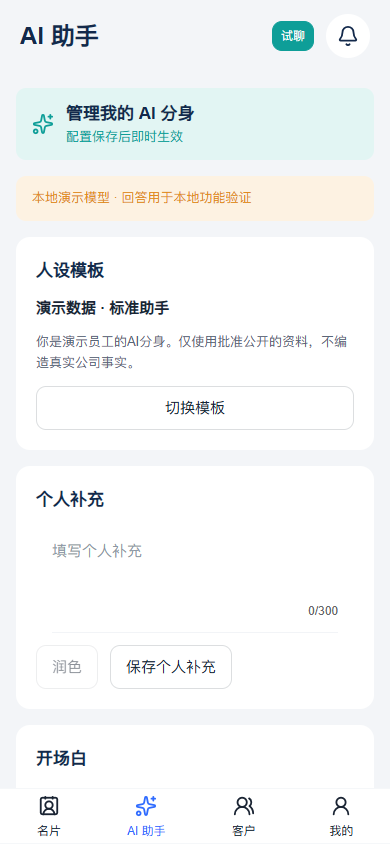 AI 助手
试聊
管理我的 AI 分身
配置保存后即时生效
本地演示模型 · 回答用于本地功能验证
人设模板
演示数据 · 标准助手
你是演示员工的AI分身。仅使用批准公开的资料，不编
造真实公司事实。
切换模板
个人补充
填写个人补充
0/300
润色
保存个人补充
开场白
名片
AI 助手
客户
我的